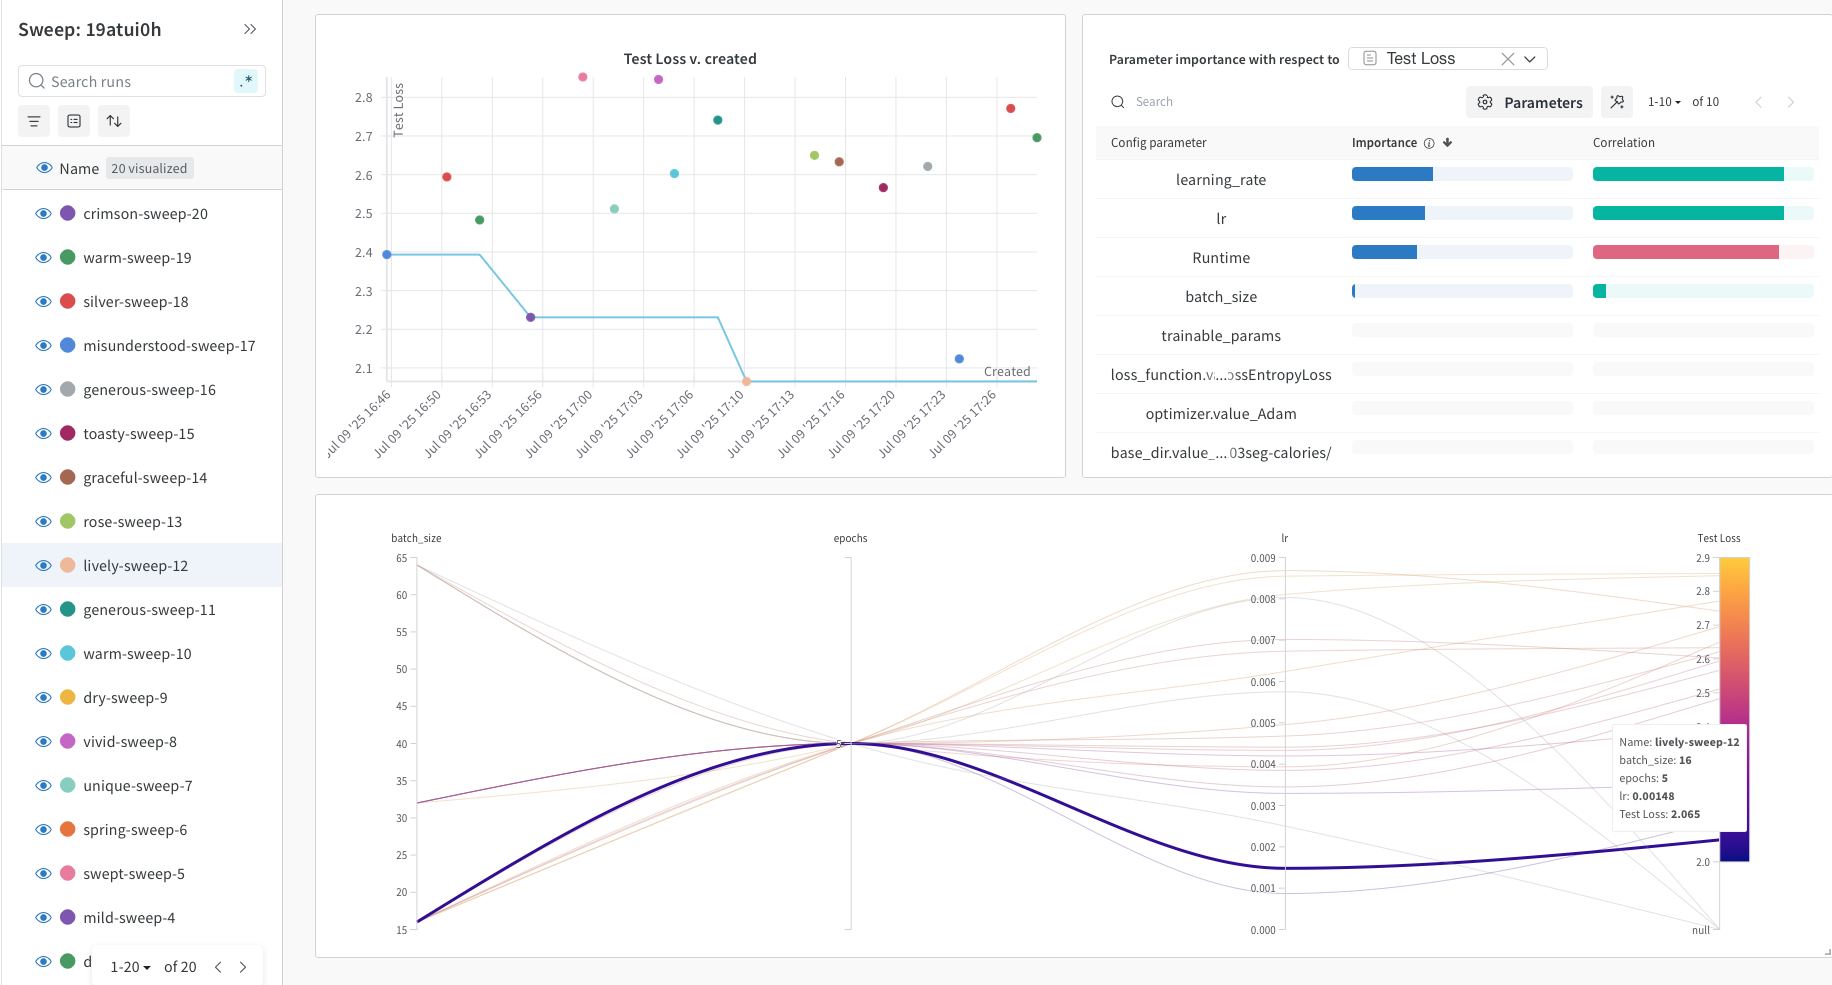 Sweep: 19atui0h
Search runs
.*
Name 20 visualized
crimson-sweep-20
warm-sweep-19
silver-sweep-18
misunderstood-sweep-17
generous-sweep-16
toasty-sweep-15
graceful-sweep-14
rose-sweep-13
lively-sweep-12
generous-sweep-11
warm-sweep-10
dry-sweep-9
vivid-sweep-8
unique-sweep-7
spring-sweep-6
swept-sweep-5
mild-sweep-4
d
1-20 of 20
Test Loss v. created
Test Loss
2.8
2.7
2.6
2.5
2.4
2.3
2.2
2.1
Created
Jul 09 '25 16:46
Jul 09 '25 16:50
Jul 09 '25 16:53
Jul 09 '25 16:56
Jul 09 '25 17:00
Jul 09 '25 17:03
Jul 09 '25 17:06
Jul 09 '25 17:10
Jul 09 '25 17:13
Jul 09 '25 17:16
Jul 09 '25 17:20
Jul 09 '25 17:23
Jul 09 '25 17:26
Parameter importance with respect to Test Loss
Search Parameters 1-10 of 10
Config parameter Importance Correlation
learning_rate
lr
Runtime
batch_size
trainable_params
loss_function.v...ossEntropyLoss
optimizer.value_Adam
base_dir.value_... 03seg-calories/
batch_size
65
60
55
50
45
40
35
30
25
20
15
epochs
5
lr
0.009
0.008
0.007
0.006
0.005
0.004
0.003
0.002
0.001
0.000
Test Loss
2.9
2.8
2.7
2.6
2.5
2.0
null
Name: lively-sweep-12
batch_size: 16
epochs: 5
lr: 0.00148
Test Loss: 2.065